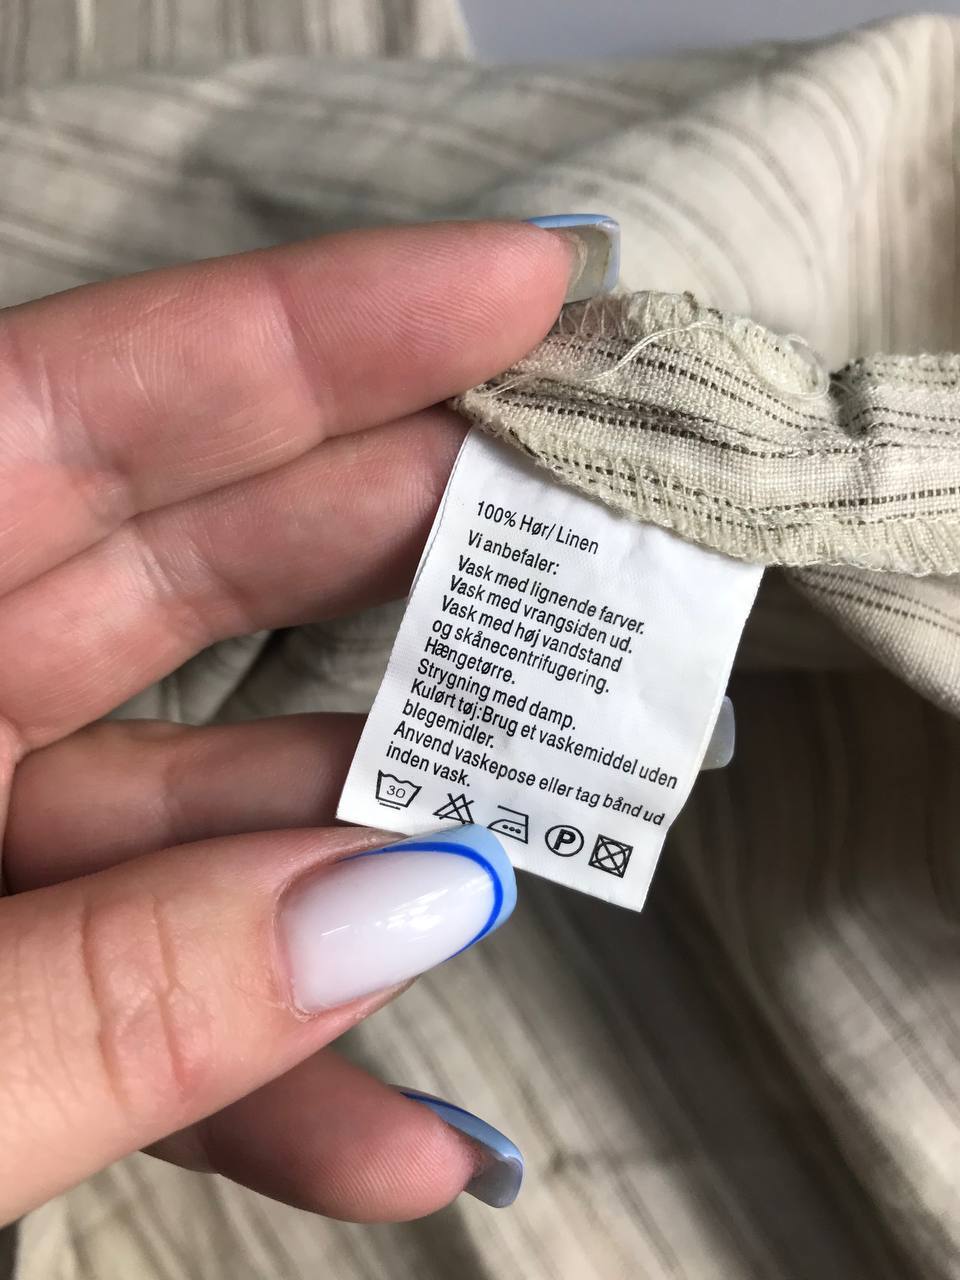 100% Hør/ Linen
Vi anbefaler:
Vask med lignende farver.
Vask med vrangsiden ud.
Vask med høj vandstand
og skånecentrifugering.
Hængetørre.
Strygning med damp.
Kulørt tøj:Brug et vaskemiddel uden
blegemidler.
Anvend vaskepose eller tag bånd ud
inden vask.
30 P